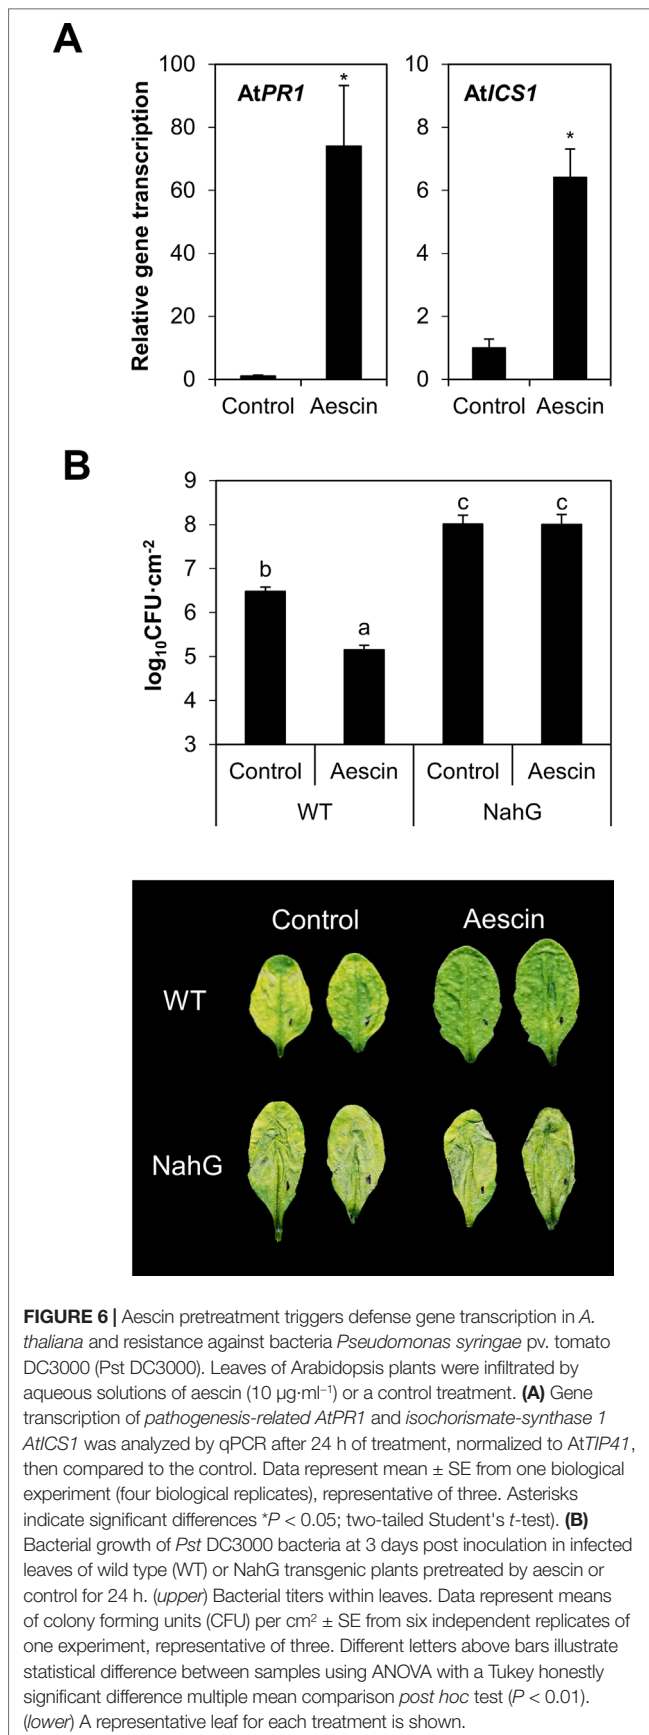 A
100
80
60
40
20
0
Relative gene transcription
AtPR1
*
Control Aescin
10
8
6
4
2
0
AtICS1
*
Control Aescin
B
9
8
7
6
5
4
3
log₁₀CFU·cm⁻²
b
a
c
c
Control Aescin Control Aescin
WT NahG
Control Aescin
WT
NahG
FIGURE 6 | Aescin pretreatment triggers defense gene transcription in A.
thaliana and resistance against bacteria Pseudomonas syringae pv. tomato
DC3000 (Pst DC3000). Leaves of Arabidopsis plants were infiltrated by
aqueous solutions of aescin (10 μg·ml⁻¹) or a control treatment. (A) Gene
transcription of pathogenesis-related AtPR1 and isochorismate-synthase 1
AtICS1 was analyzed by qPCR after 24 h of treatment, normalized to AtTIP41,
then compared to the control. Data represent mean ± SE from one biological
experiment (four biological replicates), representative of three. Asterisks
indicate significant differences *P < 0.05; two-tailed Student's t-test). (B)
Bacterial growth of Pst DC3000 bacteria at 3 days post inoculation in infected
leaves of wild type (WT) or NahG transgenic plants pretreated by aescin or
control for 24 h. (upper) Bacterial titers within leaves. Data represent means
of colony forming units (CFU) per cm² ± SE from six independent replicates of
one experiment, representative of three. Different letters above bars illustrate
statistical difference between samples using ANOVA with a Tukey honestly
significant difference multiple mean comparison post hoc test (P < 0.01).
(lower) A representative leaf for each treatment is shown.